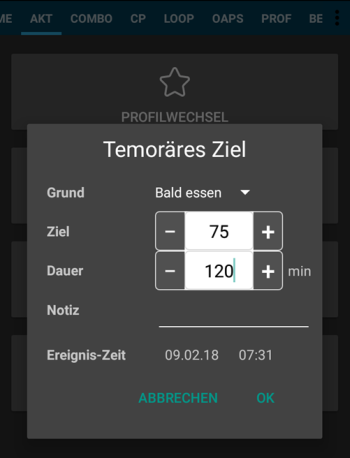 ME AKT COMBO CP LOOP OAPS PROF BE
PROFILWECHSEL
Temoräres Ziel
Grund Bald essen
Ziel - 75 +
Dauer - 120 + min
Notiz
Ereignis-Zeit 09.02.18 07:31
ABBRECHEN OK